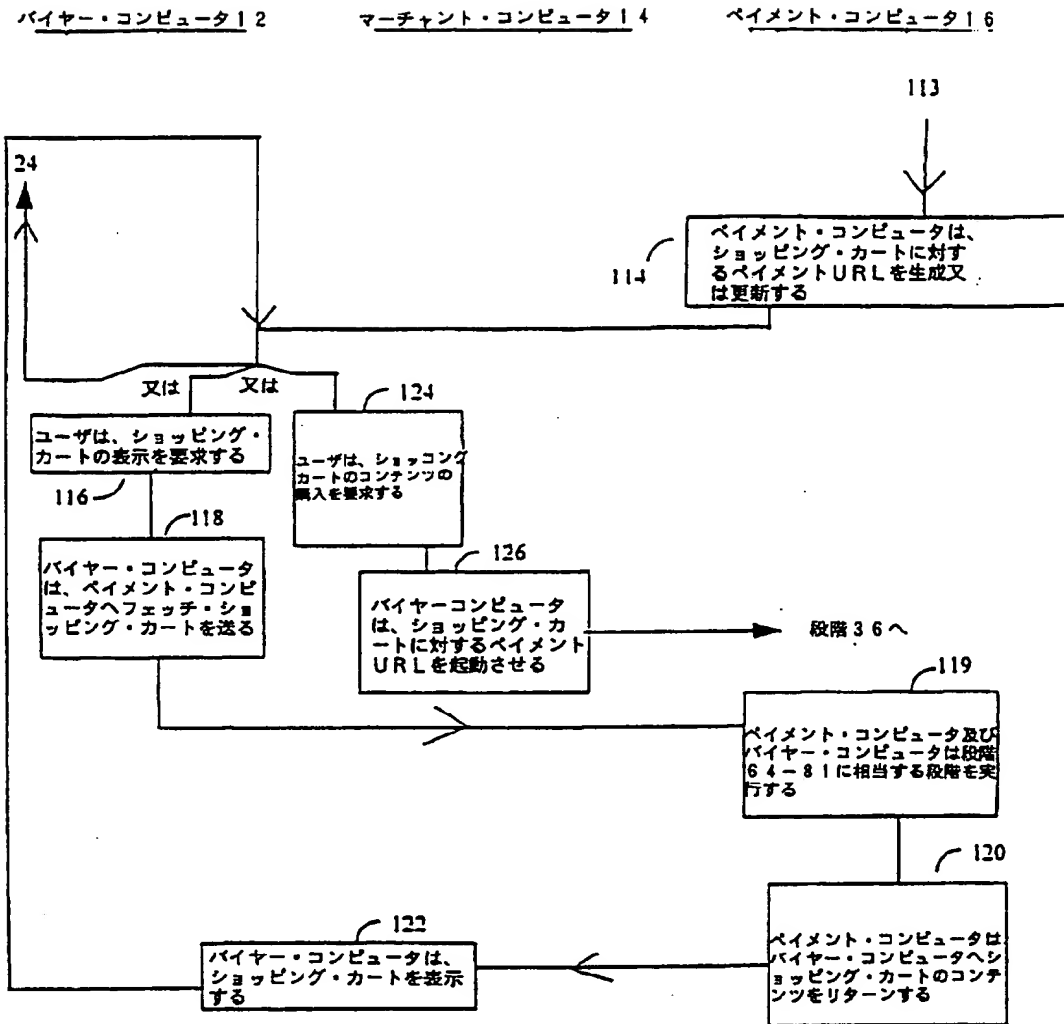 バイヤー・コンピュータ12
マーチャント・コンピュータ14
ペイメント・コンピュータ16
113
24
114
ペイメント・コンピュータは、
ショッピング・カートに対す
るペイメントURLを生成又
は更新する
又は
又は
124
ユーザは、ショッピング・
カートの表示を要求する
116
ユーザは、ショッコング
カートのコンテンツの
購入を要求する
118
バイヤー・コンピュータ
は、ペイメント・コンピ
ュータへフェッチ・ショ
ッピング・カートを送る
126
バイヤーコンピュータ
は、ショッピング・カ
ートに対するペイメント
URLを起動させる
段階36へ
119
ペイメント・コンピュータ及び
バイヤー・コンピュータは段階
64-81に相当する段階を実
行する
120
ペイメント・コンピュータは
バイヤー・コンピュータへシ
ョッピング・カートのコンテ
ンツをリターンする
122
バイヤー・コンピュータは、
ショッピング・カートを表示
する